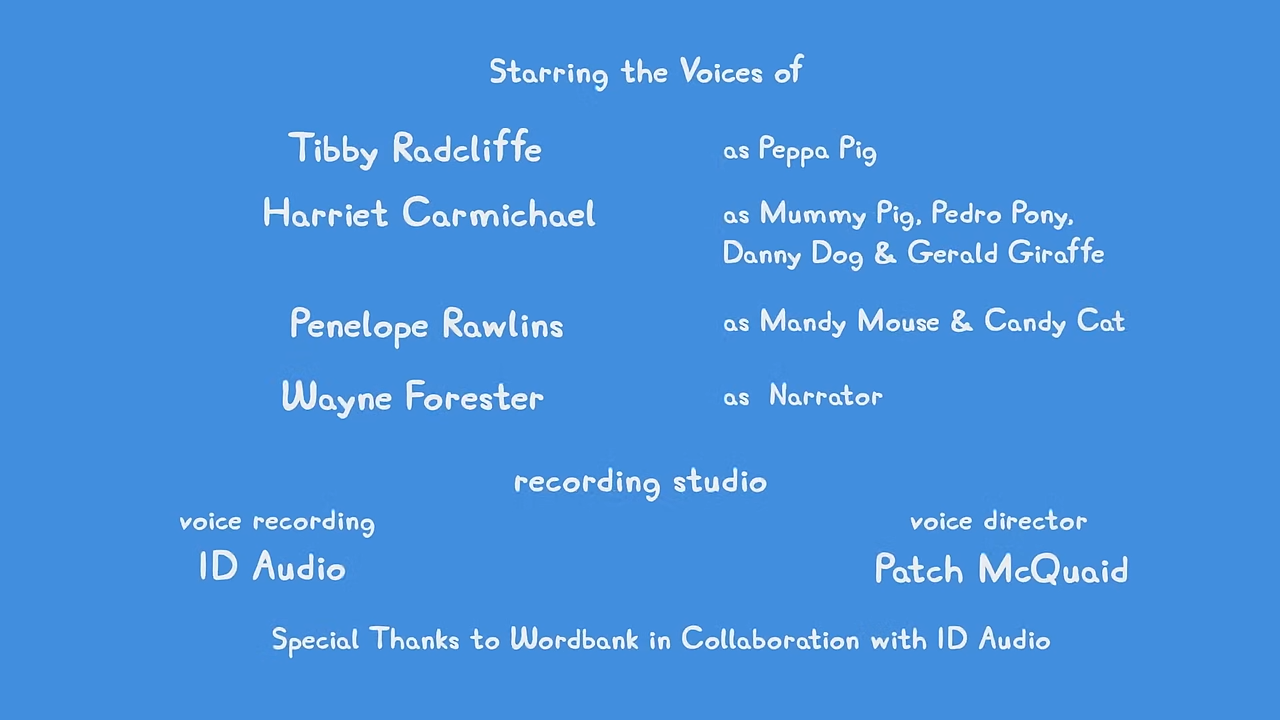 Starring the Voices of
Tibby Radcliffe as Peppa Pig
Harriet Carmichael as Mummy Pig, Pedro Pony,
Danny Dog & Gerald Giraffe
Penelope Rawlins as Mandy Mouse & Candy Cat
Wayne Forester as Narrator
recording studio
voice recording
ID Audio
voice director
Patch McQuaid
Special Thanks to Wordbank in Collaboration with ID Audio